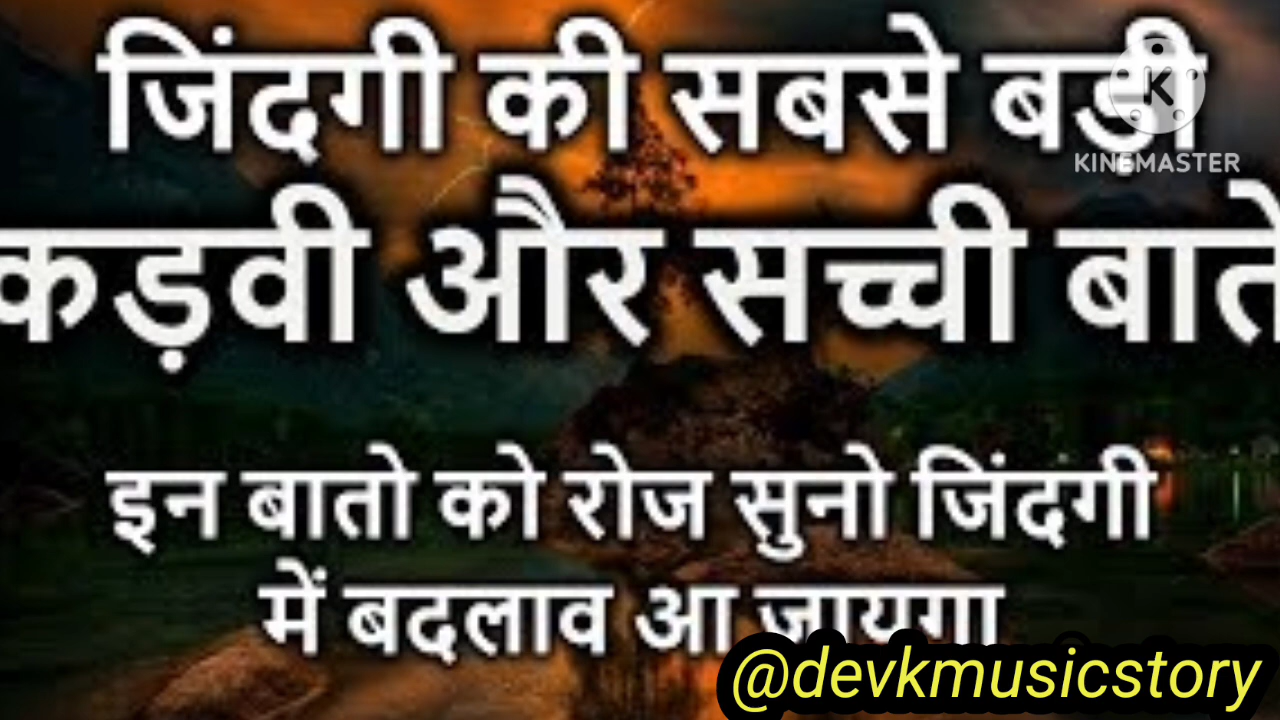 जिंदगी की सबसे बड़ी
KINEMASTER
कड़वी और सच्ची बाते
इन बातो को रोज सुनो जिंदगी
में बदलाव आ जायगा
@devkmusicstory